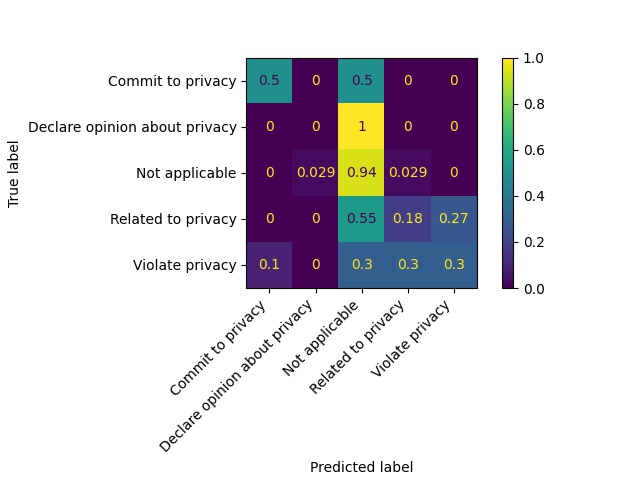 Commit to privacy 0.5 0 0.5 0 0
Declare opinion about privacy 0 0 1 0 0
Not applicable 0 0.029 0.94 0.029 0
Related to privacy 0 0 0.55 0.18 0.27
Violate privacy 0.1 0 0.3 0.3 0.3
True label
Commit to privacy
Declare opinion about privacy
Not applicable
Related to privacy
Violate privacy
Predicted label
1.0
0.8
0.6
0.4
0.2
0.0